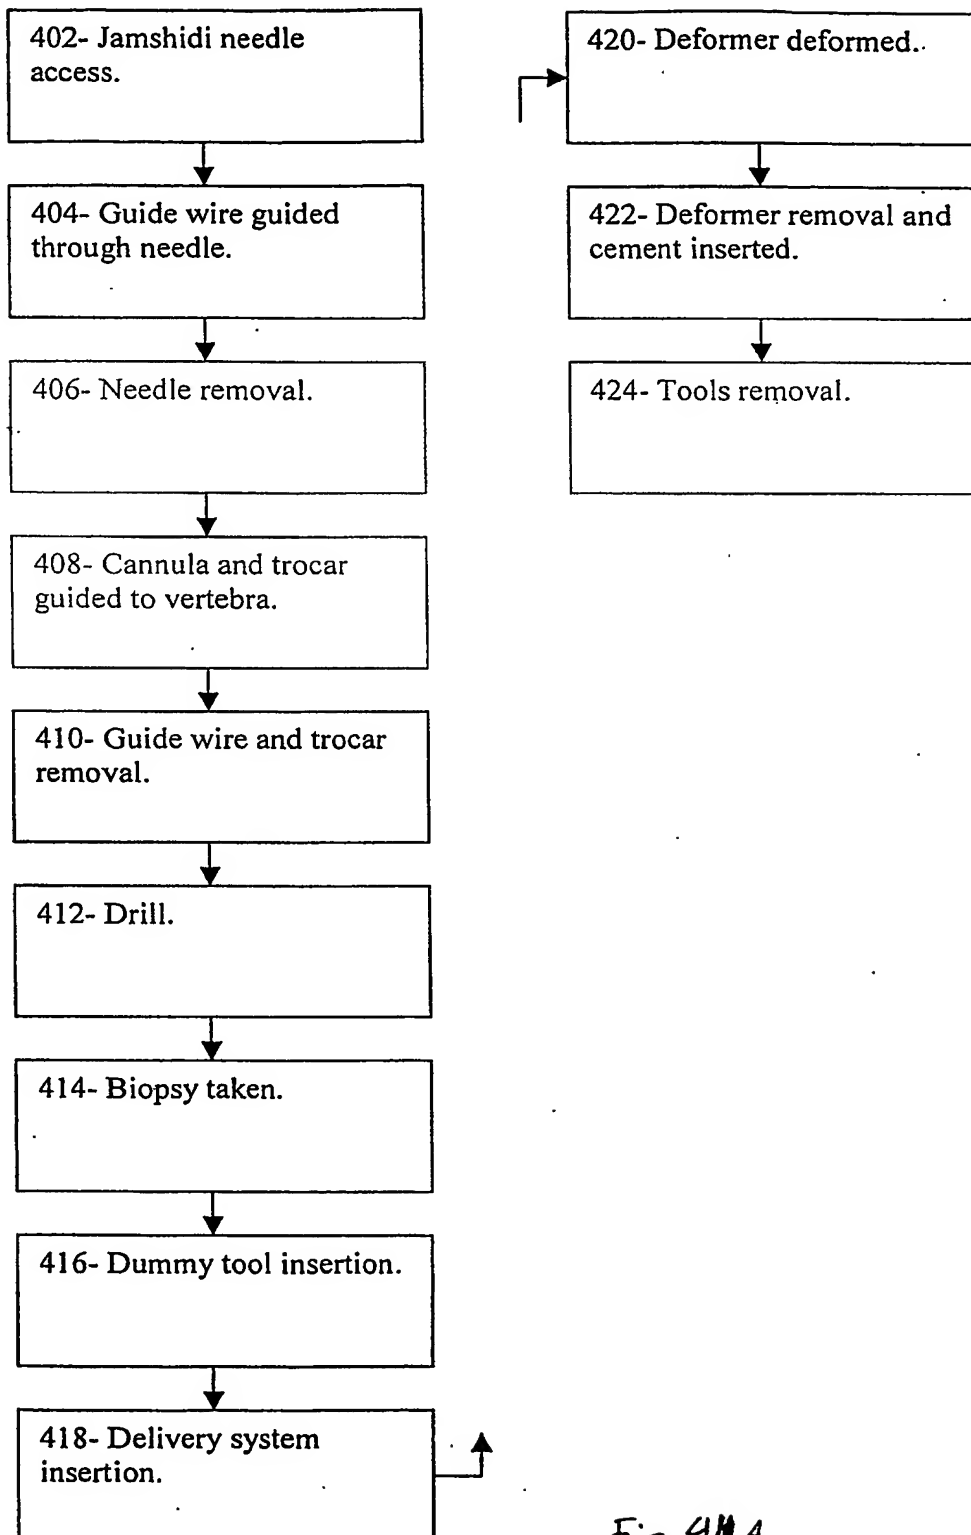 402- Jamshidi needle
access.
404- Guide wire guided
through needle.
406- Needle removal.
408- Cannula and trocar
guided to vertebra.
410- Guide wire and trocar
removal.
412- Drill.
414- Biopsy taken.
416- Dummy tool insertion.
418- Delivery system
insertion.
420- Deformer deformed.
422- Deformer removal and
cement inserted.
424- Tools removal.
Fig